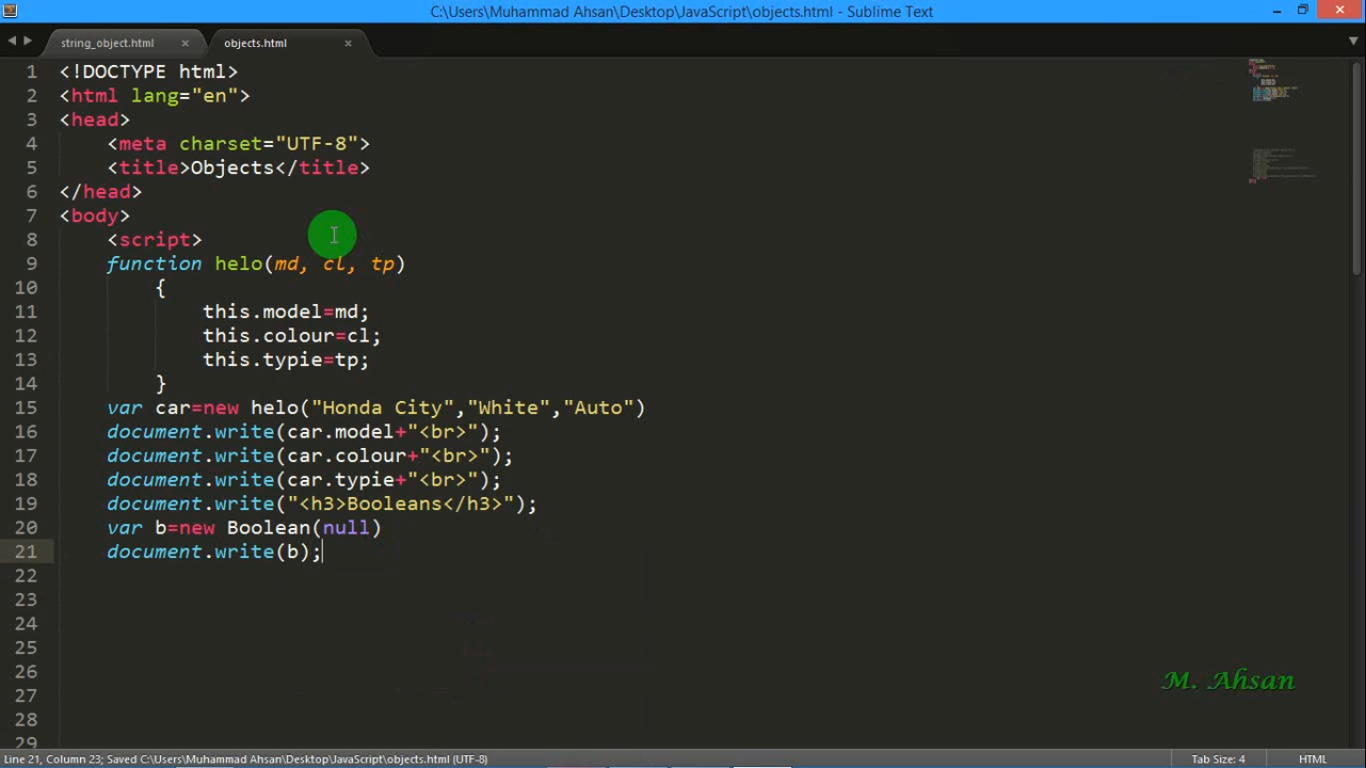 C:\Users\Muhammad Ahsan\Desktop\JavaScript\objects.html - Sublime Text
string_object.html × objects.html ×
1 <!DOCTYPE html>
2 <html lang="en">
3 <head>
4 <meta charset="UTF-8">
5 <title>Objects</title>
6 </head>
7 <body>
8 <script>
9 function helo(md, cl, tp)
10 {
11 this.model=md;
12 this.colour=cl;
13 this.typie=tp;
14 }
15 var car=new helo("Honda City","White","Auto")
16 document.write(car.model+"<br>");
17 document.write(car.colour+"<br>");
18 document.write(car.typie+"<br>");
19 document.write("<h3>Booleans</h3>");
20 var b=new Boolean(null)
21 document.write(b);
22
23
24
25
26
27
28
29
M. Ahsan
Line 21, Column 23; Saved C:\Users\Muhammad Ahsan\Desktop\JavaScript\objects.html (UTF-8) Tab Size: 4 HTML